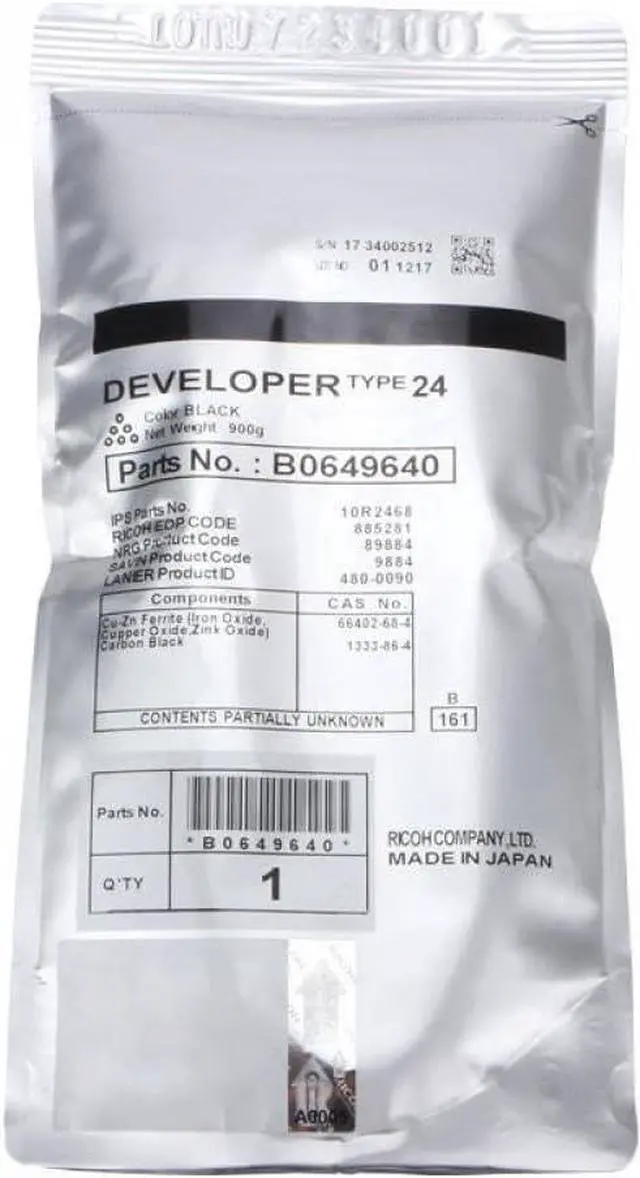 S/N 17 34002512
01 1217
DEVELOPER TYPE 24
Color BLACK
Net Weight 900g
Parts No. : B0649640
IPS Parts No. 10R2468
RICOH EDP CODE 885281
NRG Product Code 89884
SAVIN Product Code 9884
LANIER Product ID 480-0090
Components CAS No.
Cu-Zn Ferrite (Iron Oxide, 66402-68-4
Cupper Oxide,Zink Oxide)
Carbon Black 1333-86-4
CONTENTS PARTIALLY UNKNOWN
B
161
Parts No.
*B0649640*
Q'TY 1
RICOH COMPANY,LTD.
MADE IN JAPAN